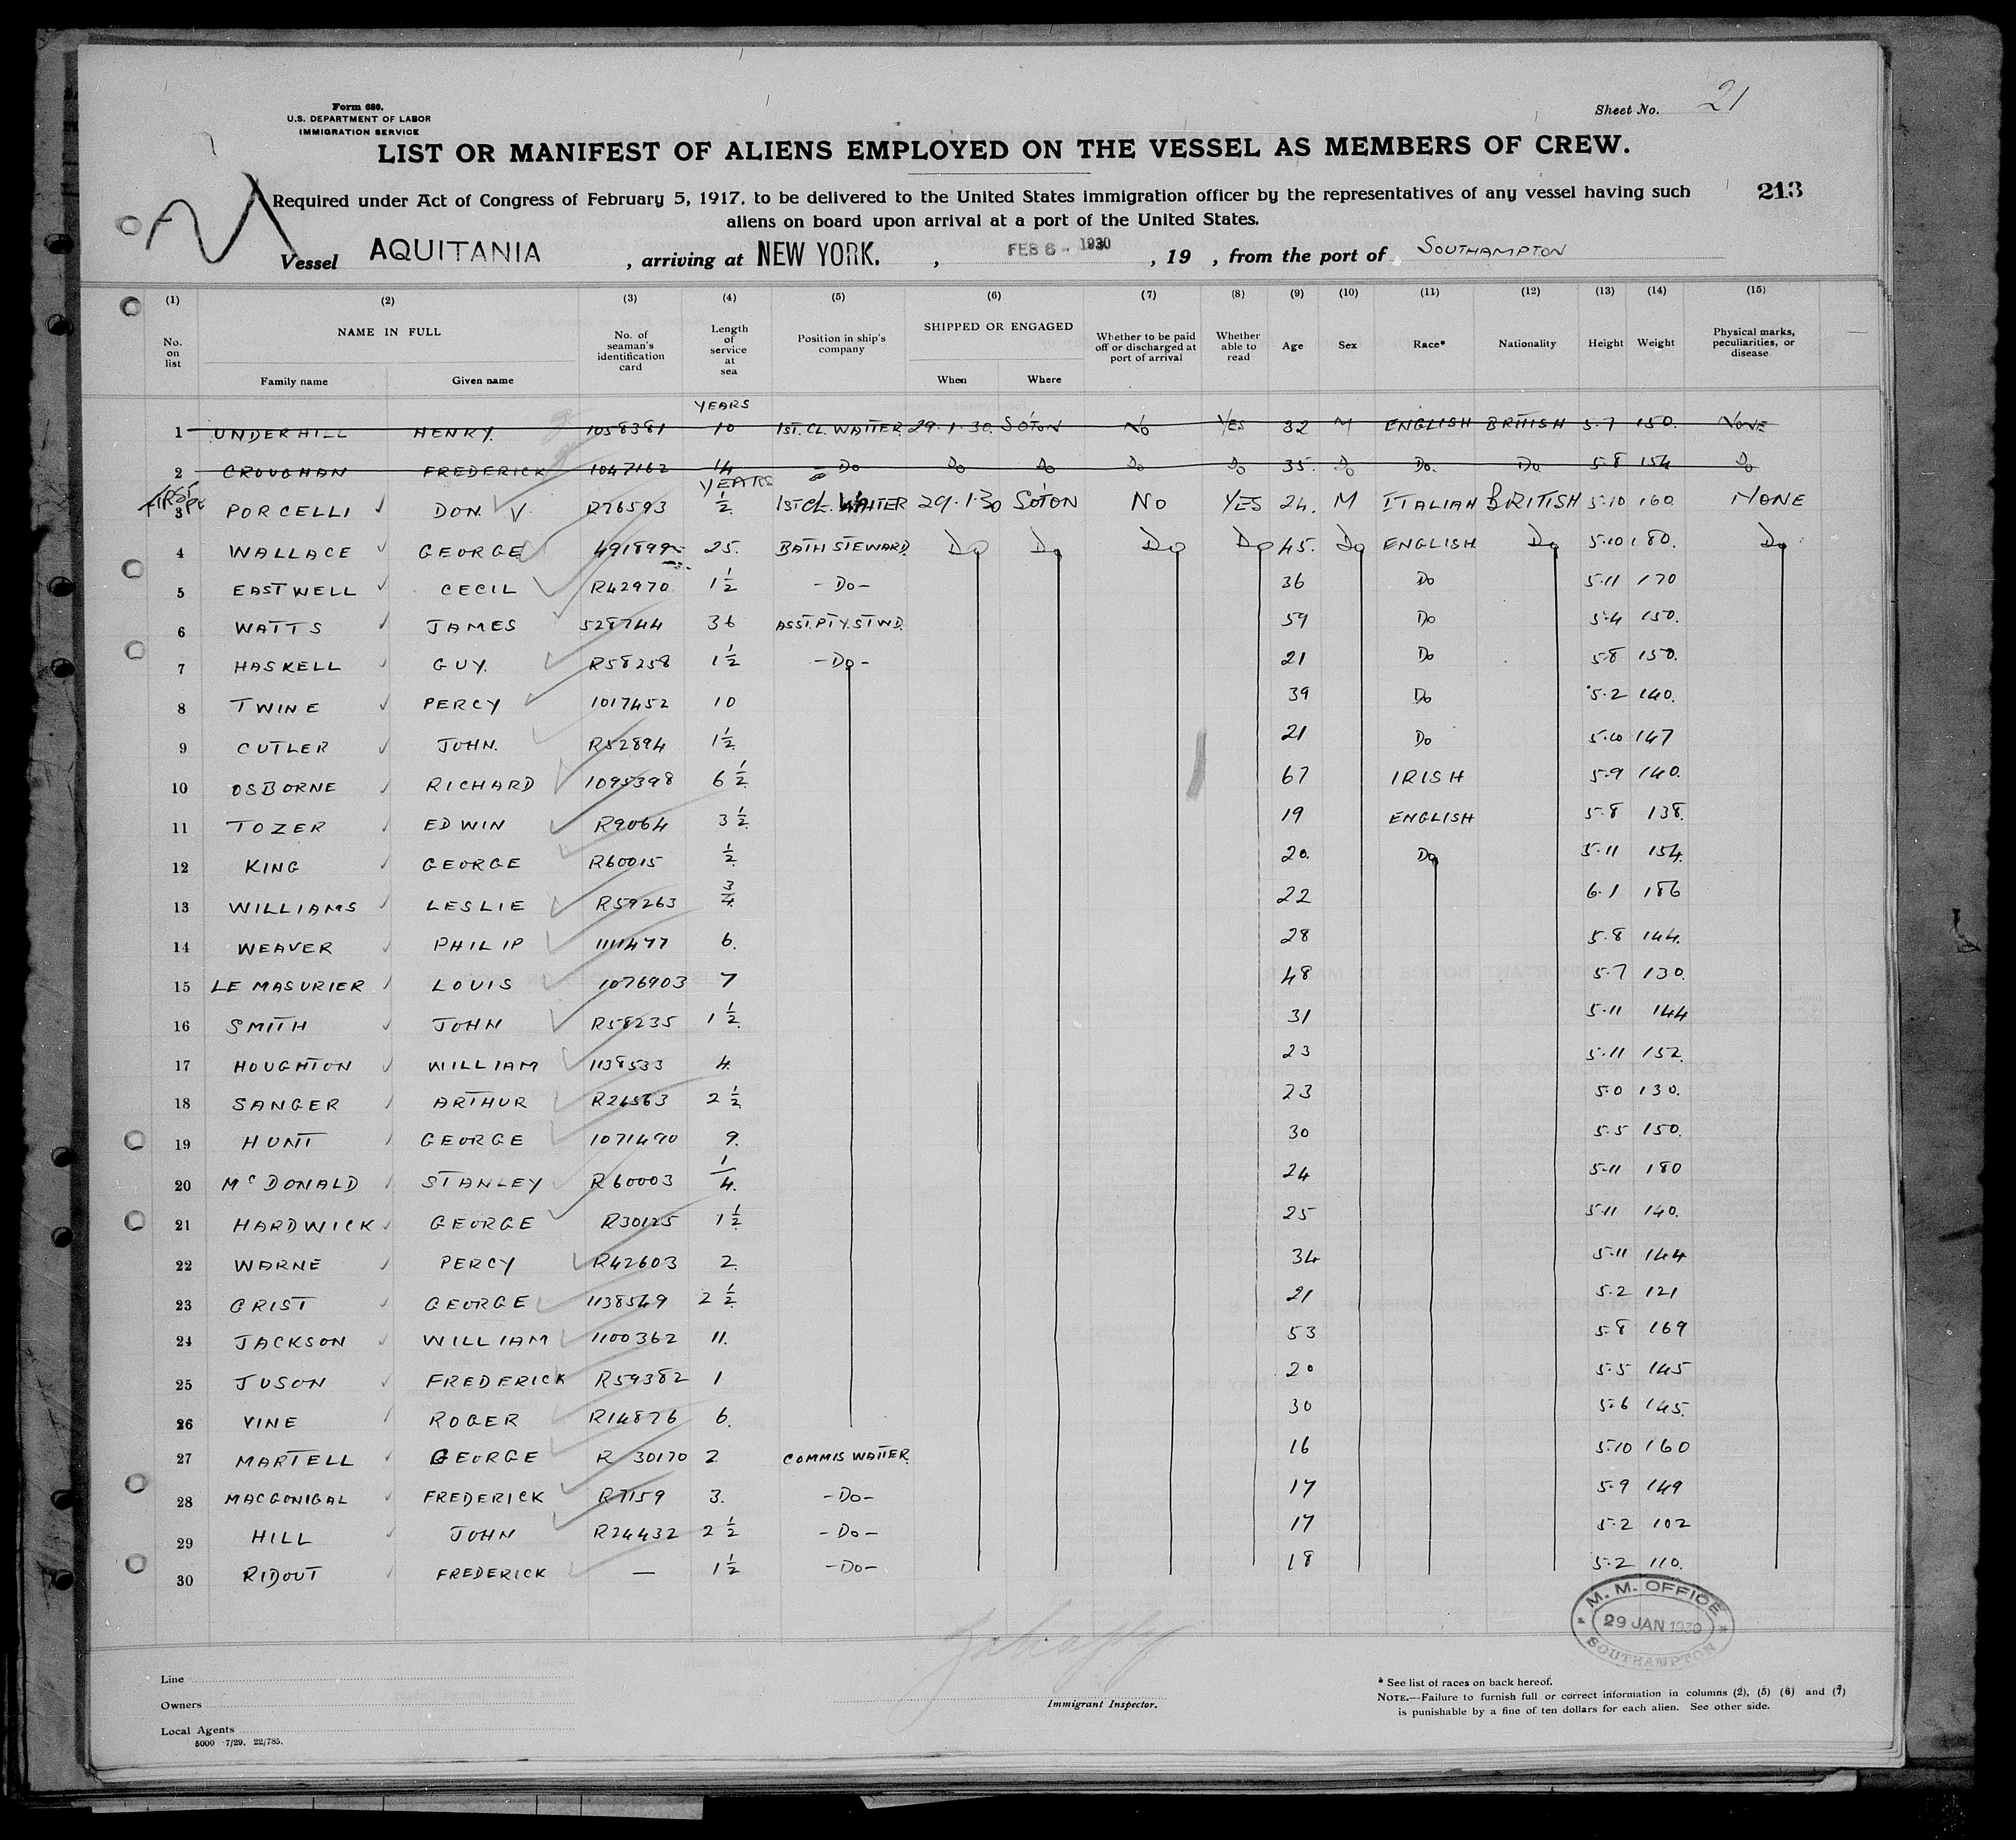 Form 680.
U.S. DEPARTMENT OF LABOR
IMMIGRATION SERVICE
Sheet No. 21
LIST OR MANIFEST OF ALIENS EMPLOYED ON THE VESSEL AS MEMBERS OF CREW.
Required under Act of Congress of February 5, 1917, to be delivered to the United States immigration officer by the representatives of any vessel having such
213
aliens on board upon arrival at a port of the United States.
Vessel AQUITANIA , arriving at NEW YORK. , FEB 6 - 1930 , 19 , from the port of SOUTHAMPTON
(1) (2) (3) (4) (5) (6) (7) (8) (9) (10) (11) (12) (13) (14) (15)
No. on list NAME IN FULL Family name Given name No. of seaman's identification card Length of service at sea Position in ship's company SHIPPED OR ENGAGED When Where Whether to be paid off or discharged at port of arrival Whether able to read Age Sex Race* Nationality Height Weight Physical marks, peculiarities, or disease
YEARS
1 UNDERHILL HENRY. 1058381 10 1ST. CL. WAITER 29.1.30. SOTON No YES 32 M ENGLISH BRITISH 5.7 150. NONE
2 CROUGHAN FREDERICK 1047162 14 - Do Do Do Do Do 35. Do Do. Do 5.8 154 Do
YEARS
3 PORCELLI DON. V. R76593 1/2 1ST CL. WAITER 29.1.30 SOTON No YES 24. M ITALIAN BRITISH 5.10 160. NONE
4 WALLACE GEORGE 491899 25. BATH STEWARD Do Do Do Do 45. Do ENGLISH Do 5.10 180. Do
5 EASTWELL CECIL R42970 1 1/2 - Do - 36 Do 5.11 170
6 WATTS JAMES 528744 36 ASST. PTY. STWD. 59 Do 5.4 150.
7 HASKELL GUY. R58258 1 1/2 - Do - 21 Do 5.8 150.
8 TWINE PERCY 1017452 10 39 Do 5.2 140.
9 CUTLER JOHN. R52894 1 1/2 21 Do 5.10 147
10 OSBORNE RICHARD 1095398 6 1/2 67 IRISH 5.9 140.
11 TOZER EDWIN R9064 3 1/2 19 ENGLISH 5.8 138.
12 KING GEORGE R60015 1/2 20. Do 5.11 154.
13 WILLIAMS LESLIE R59263 3/4 22 6.1 186
14 WEAVER PHILIP 1111477 6. 28 5.8 144.
15 LE MASURIER LOUIS 1076903 7 48 5.7 130.
16 SMITH JOHN R58235 1 1/2 31 5.11 144
17 HOUGHTON WILLIAM 1138533 4. 23 5.11 152.
18 SANGER ARTHUR R24563 2 1/2 23 5.0 130.
19 HUNT GEORGE 1071490 9. 30 5.5 150.
20 McDONALD STANLEY R60003 1/4. 24 5.11 180
21 HARDWICK GEORGE R30125 1 1/2 25 5.11 140.
22 WARNE PERCY R42603 2. 34 5.11 144
23 GRIST GEORGE 1138549 2 1/2 21 5.2 121
24 JACKSON WILLIAM 1100362 11. 53 5.8 169
25 JUSON FREDERICK R59382 1 20 5.5 145
26 VINE ROGER R14876 6. 30 5.6 145.
27 MARTELL GEORGE R 30170 2 COMMIS WAITER. 16 5.10 160
28 MACGONIGAL FREDERICK R7159 3. - Do - 17 5.9 149
29 HILL JOHN R24432 2 1/2 - Do - 17 5.2 102
30 RIDOUT FREDERICK — 1 1/2 - Do - 18 5.2 110.
M. M. OFFICE
29 JAN 1930
SOUTHAMPTON
Line
Owners
Local Agents
5000 7/29. 22/785.
Immigrant Inspector.
* See list of races on back hereof.
NOTE.—Failure to furnish full or correct information in columns (2), (5) (6) and (7)
is punishable by a fine of ten dollars for each alien. See other side.